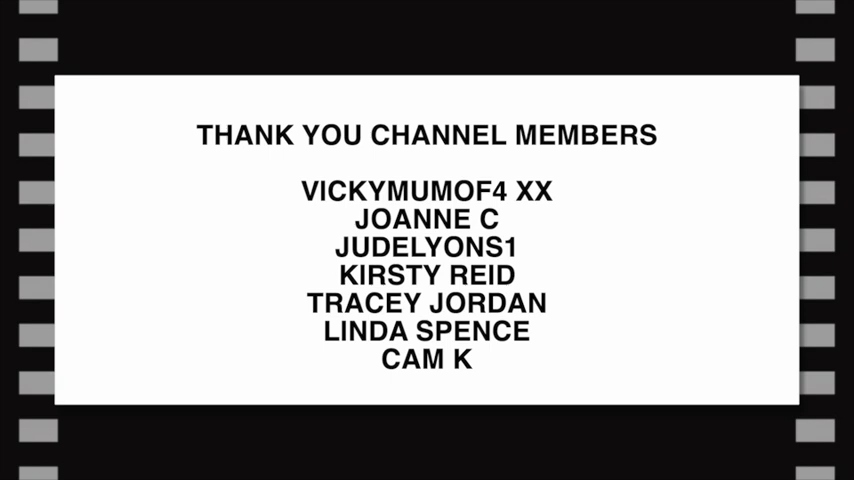 THANK YOU CHANNEL MEMBERS
VICKYMUMOF4 XX
JOANNE C
JUDELYONS1
KIRSTY REID
TRACEY JORDAN
LINDA SPENCE
CAM K